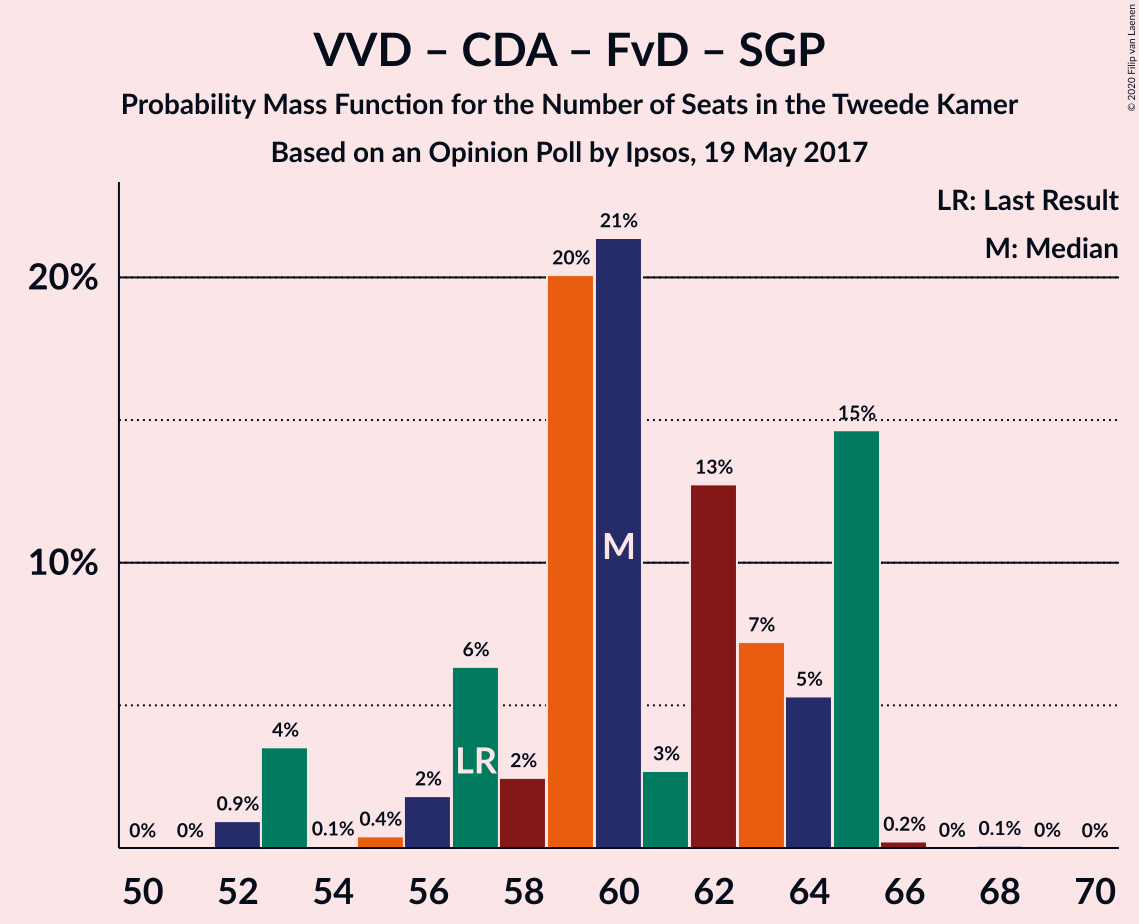 VVD – CDA – FvD – SGP
Probability Mass Function for the Number of Seats in the Tweede Kamer
Based on an Opinion Poll by Ipsos, 19 May 2017
© 2020 Filip van Laenen
LR: Last Result
M: Median
20%
10%
0% 0% 0.9% 4% 0.1% 0.4% 2% 6% 2% 20% 21% 3% 13% 7% 5% 15% 0.2% 0% 0.1% 0% 0%
LR
M
50 52 54 56 58 60 62 64 66 68 70